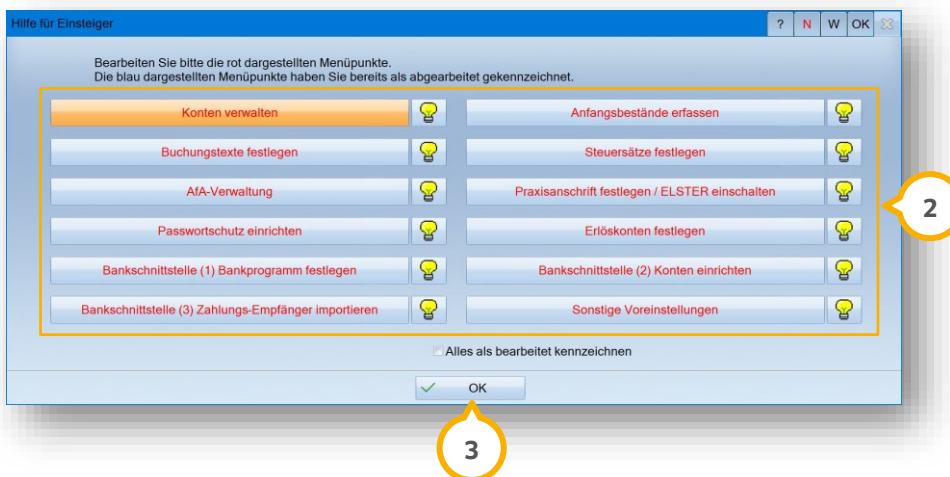 Hilfe für Einsteiger ? N W OK
Bearbeiten Sie bitte die rot dargestellten Menüpunkte.
Die blau dargestellten Menüpunkte haben Sie bereits als abgearbeitet gekennzeichnet.
Konten verwalten Anfangsbestände erfassen
Buchungstexte festlegen Steuersätze festlegen
AfA-Verwaltung Praxisanschrift festlegen / ELSTER einschalten
2
Passwortschutz einrichten Erlöskonten festlegen
Bankschnittstelle (1) Bankprogramm festlegen Bankschnittstelle (2) Konten einrichten
Bankschnittstelle (3) Zahlungs-Empfänger importieren Sonstige Voreinstellungen
Alles als bearbeitet kennzeichnen
OK
3